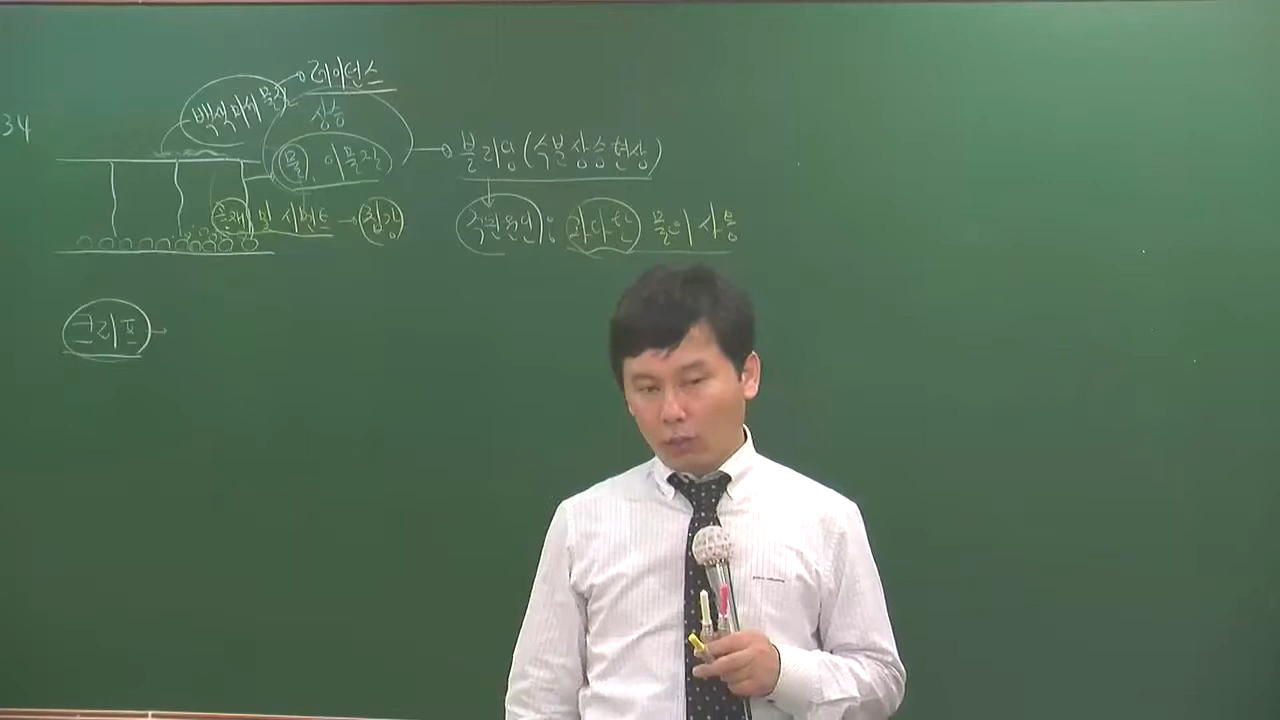 레이턴스
백색미세물질
상승
34
물, 이물질
블리딩(수분상승현상)
골재 및 시멘트 → 침강
직접원인; 과다한 물의 사용
크리프 →